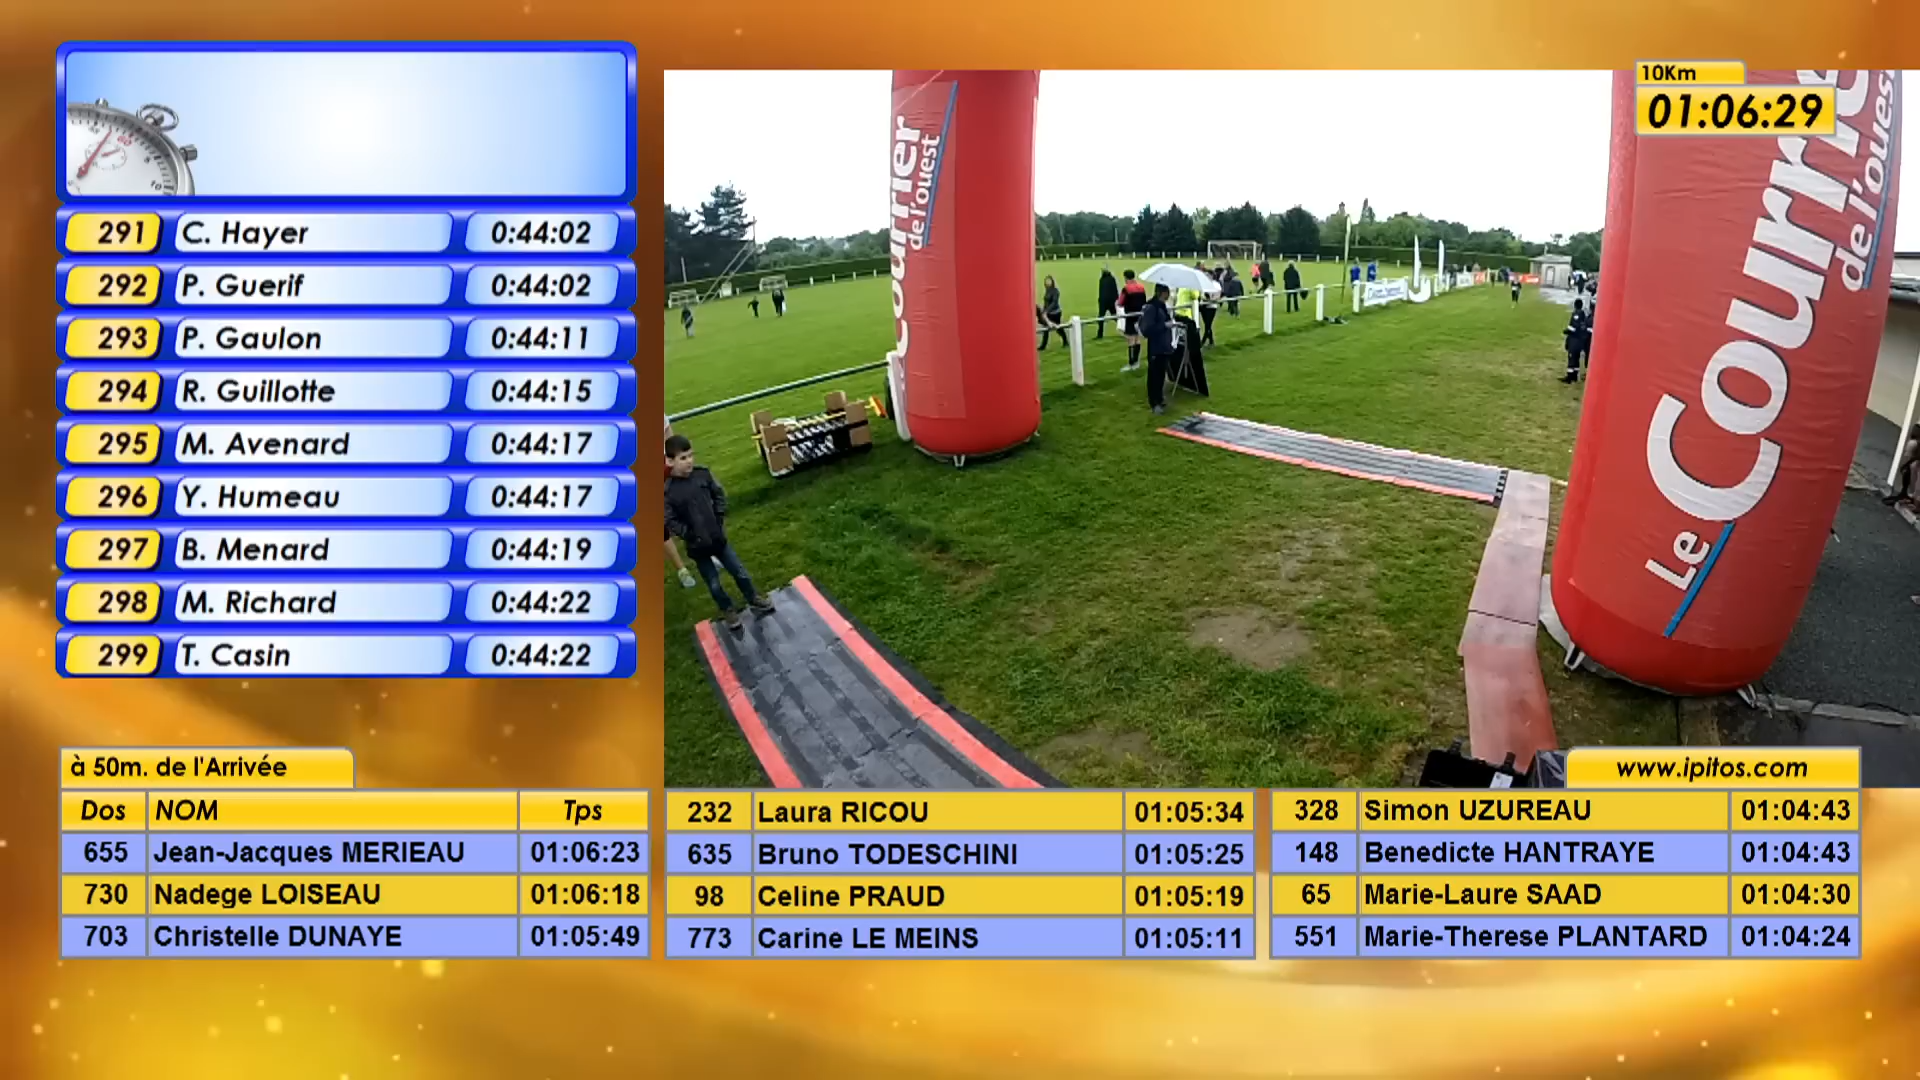 291 C. Hayer 0:44:02
292 P. Guerif 0:44:02
293 P. Gaulon 0:44:11
294 R. Guillotte 0:44:15
295 M. Avenard 0:44:17
296 Y. Humeau 0:44:17
297 B. Menard 0:44:19
298 M. Richard 0:44:22
299 T. Casin 0:44:22
10Km
01:06:29
Courrier
de l'ouest
Le Courrie
de l'ouest
à 50m. de l'Arrivée
www.ipitos.com
Dos NOM Tps
655 Jean-Jacques MERIEAU 01:06:23
730 Nadege LOISEAU 01:06:18
703 Christelle DUNAYE 01:05:49
232 Laura RICOU 01:05:34
635 Bruno TODESCHINI 01:05:25
98 Celine PRAUD 01:05:19
773 Carine LE MEINS 01:05:11
328 Simon UZUREAU 01:04:43
148 Benedicte HANTRAYE 01:04:43
65 Marie-Laure SAAD 01:04:30
551 Marie-Therese PLANTARD 01:04:24